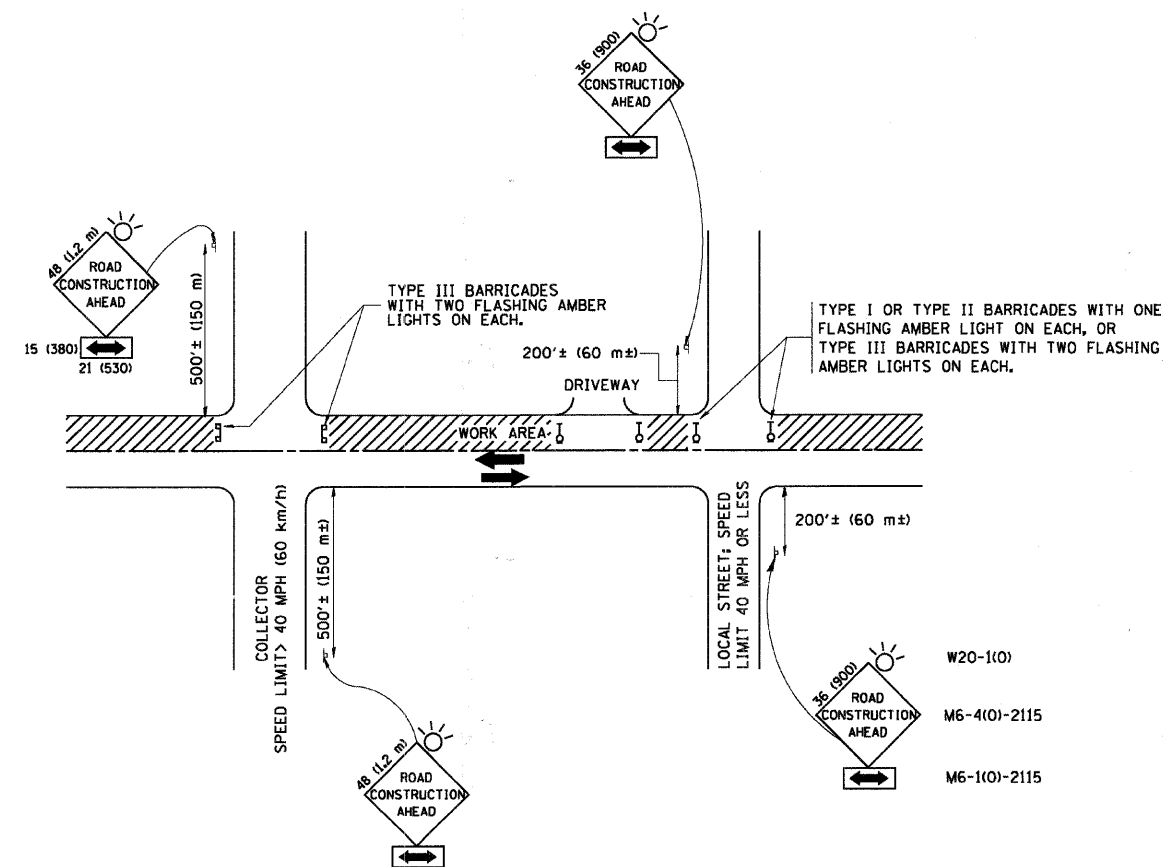 36 (900)
ROAD
CONSTRUCTION
AHEAD
48 (1.2 m)
ROAD
CONSTRUCTION
AHEAD
15 (380)
21 (530)
500'± (150 m)
TYPE III BARRICADES
WITH TWO FLASHING AMBER
LIGHTS ON EACH.
200'± (60 m±)
DRIVEWAY
TYPE I OR TYPE II BARRICADES WITH ONE
FLASHING AMBER LIGHT ON EACH, OR
TYPE III BARRICADES WITH TWO FLASHING
AMBER LIGHTS ON EACH.
WORK AREA
COLLECTOR
SPEED LIMIT> 40 MPH (60 km/h)
500'± (150 m±)
LOCAL STREET; SPEED
LIMIT 40 MPH OR LESS
200'± (60 m±)
48 (1.2 m)
ROAD
CONSTRUCTION
AHEAD
36 (900)
ROAD
CONSTRUCTION
AHEAD
W20-1(O)
M6-4(O)-2115
M6-1(O)-2115